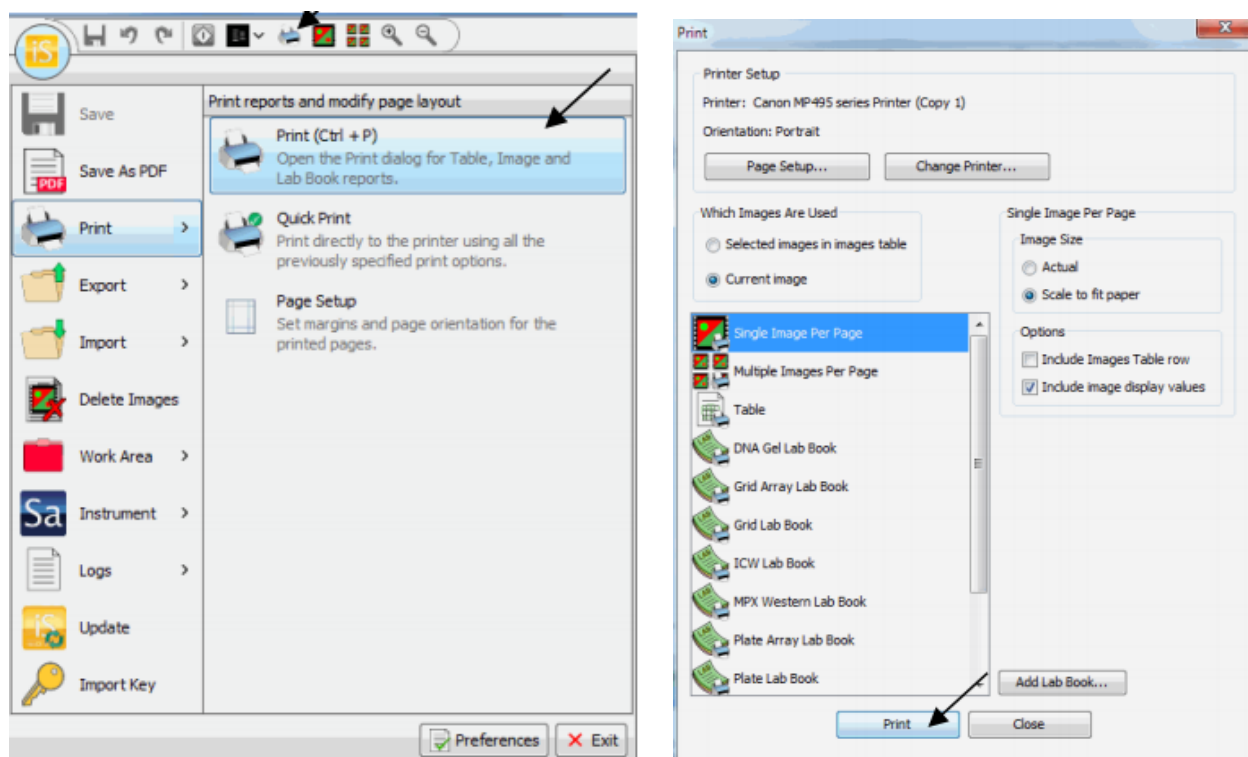 iS
Save
Save As PDF
PDF
Print
Export
Import
Delete Images
Work Area
Sa Instrument
Logs
iS Update
Import Key
Print reports and modify page layout
Print (Ctrl +P)
Open the Print dialog for Table, Image and
Lab Book reports.
Quick Print
Print directly to the printer using all the
previously specified print options.
Page Setup
Set margins and page orientation for the
printed pages.
Preferences
Exit
Print
Printer Setup
Printer: Canon MP495 series Printer (Copy 1)
Orientation: Portrait
Page Setup...
Change Printer...
Which Images Are Used
Selected images in images table
Current image
Single Image Per Page
Image Size
Actual
Scale to fit paper
Options
Include Images Table row
Include image display values
Single Image Per Page
Multiple Images Per Page
Table
DNA Gel Lab Book
Grid Array Lab Book
Grid Lab Book
ICW Lab Book
MPX Western Lab Book
Plate Array Lab Book
Plate Lab Book
Add Lab Book...
Print
Close